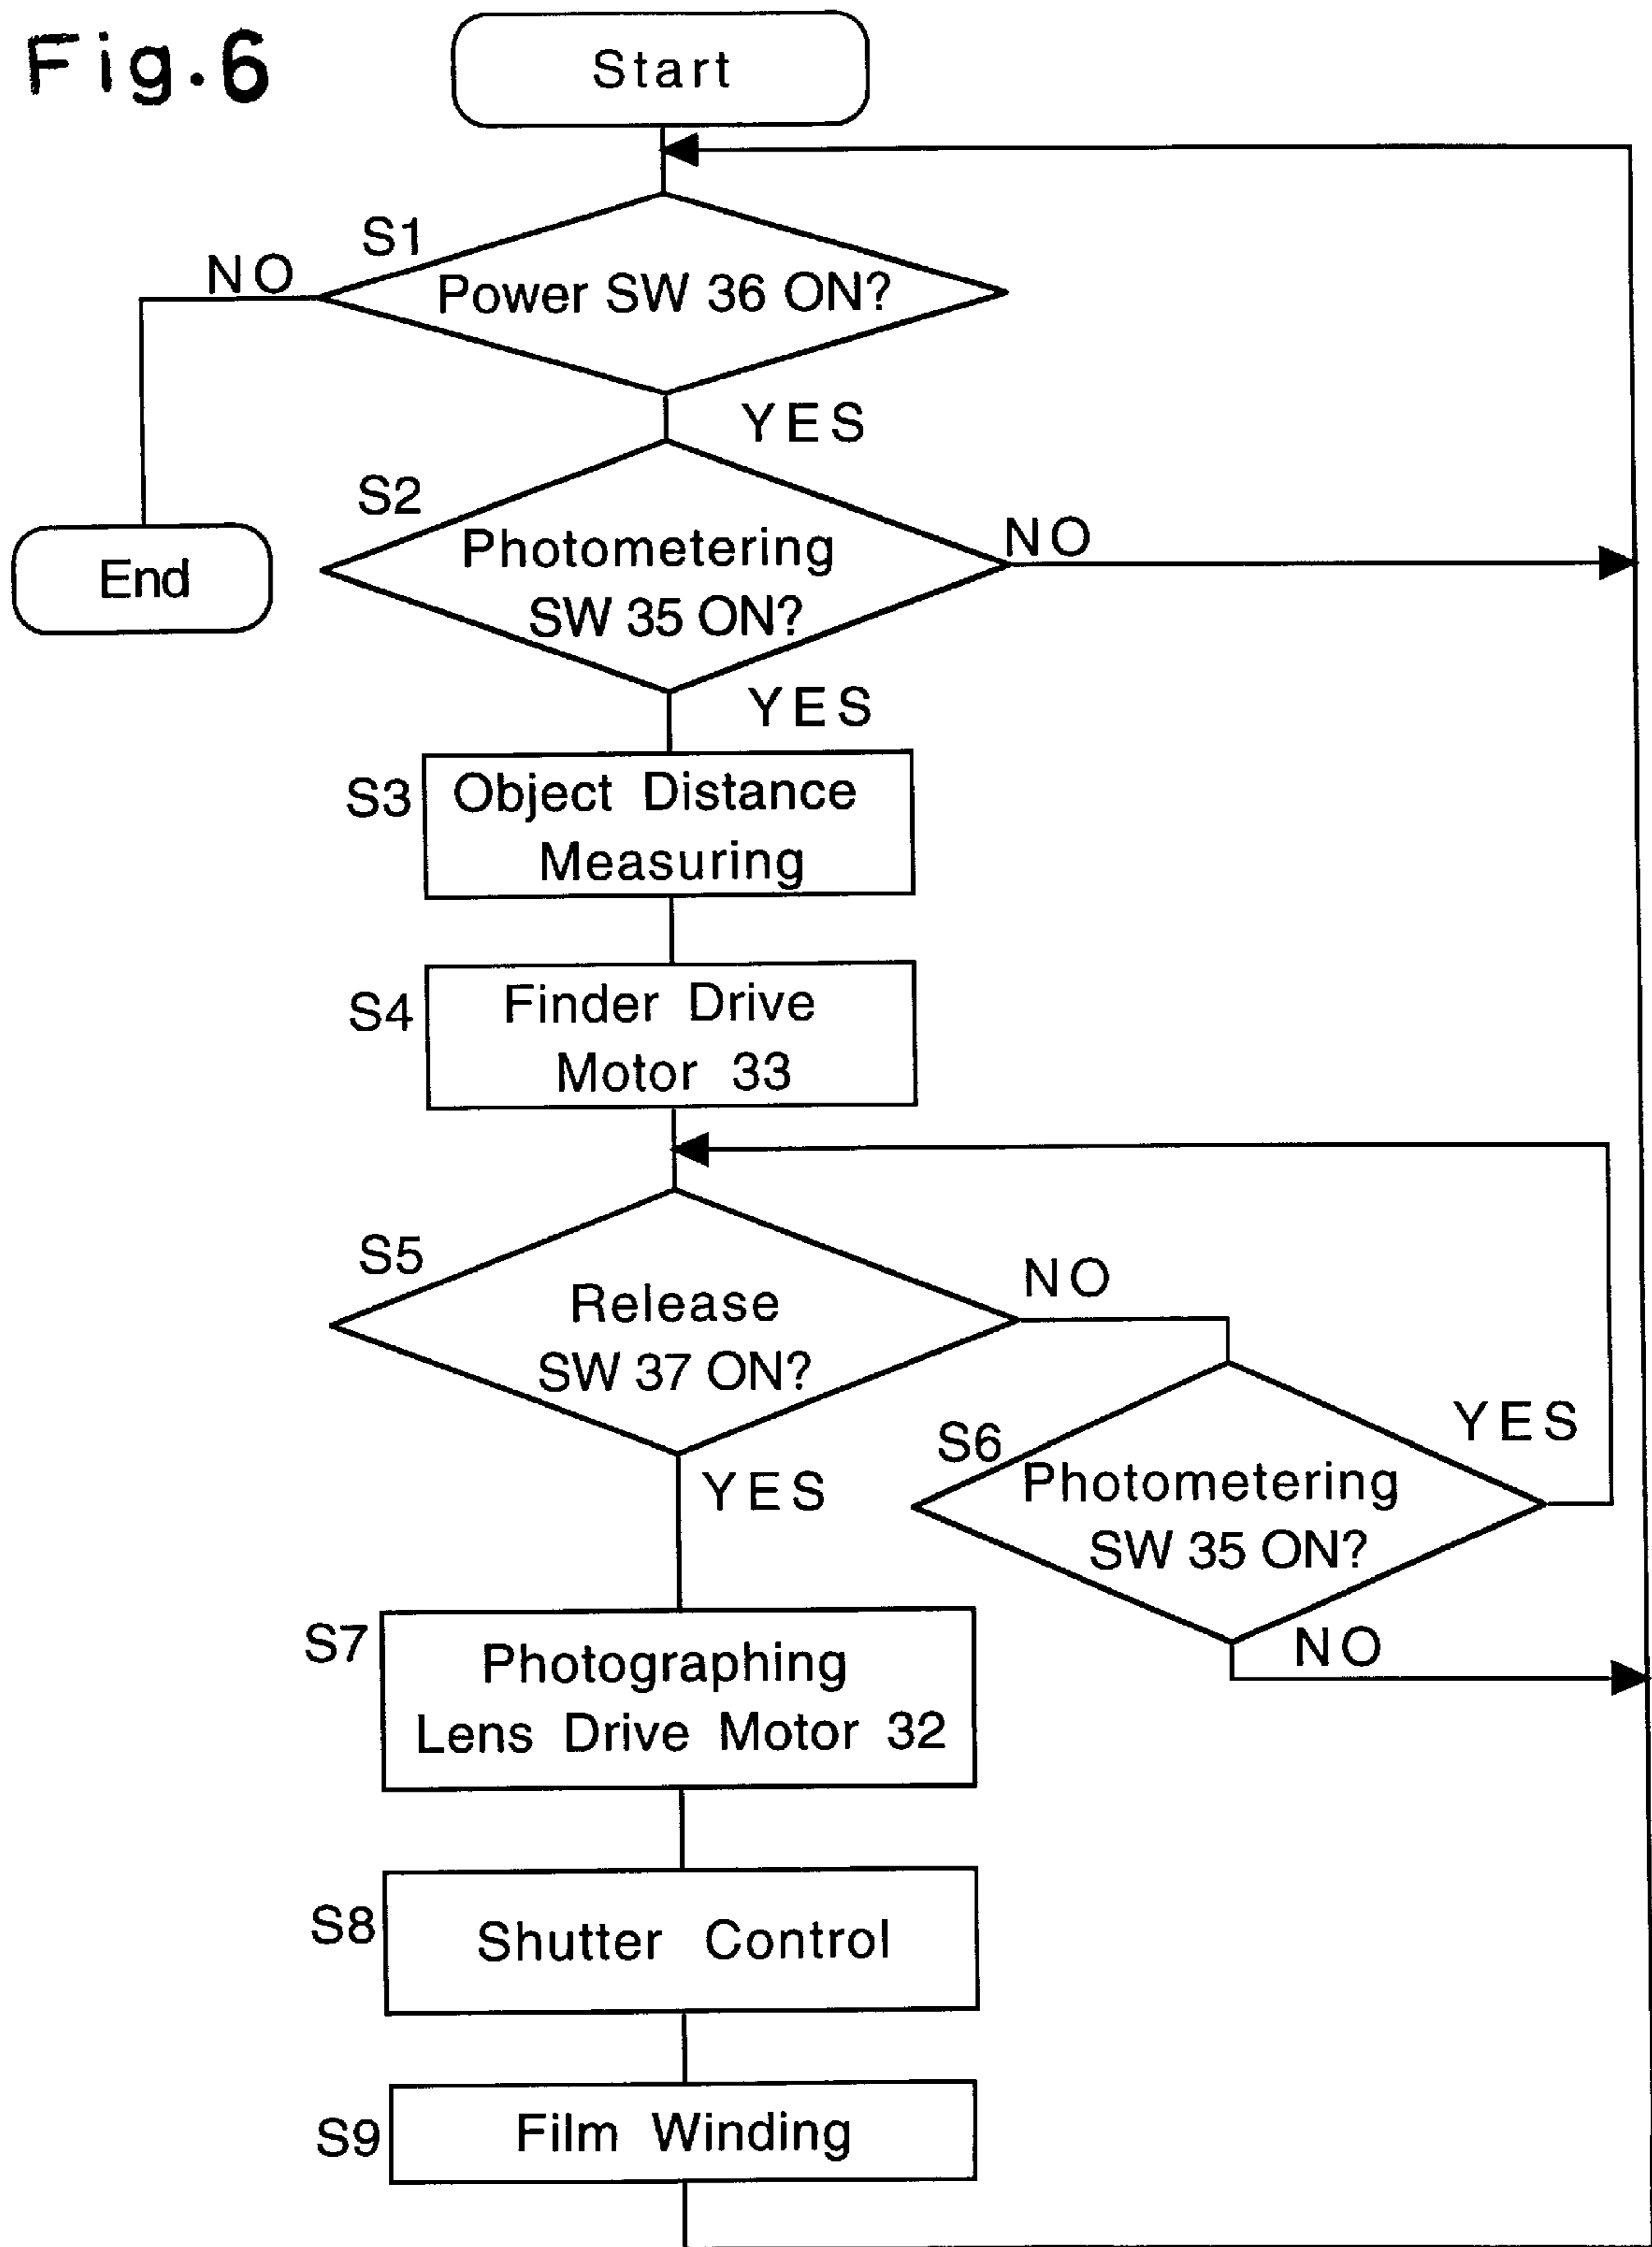 Fig.6
Start
S1
NO
Power SW 36 ON?
YES
S2
Photometering
SW 35 ON?
NO
End
YES
S3
Object Distance
Measuring
S4
Finder Drive
Motor 33
S5
Release
SW 37 ON?
NO
YES
S6
Photometering
SW 35 ON?
YES
NO
S7
Photographing
Lens Drive Motor 32
S8
Shutter Control
S9
Film Winding